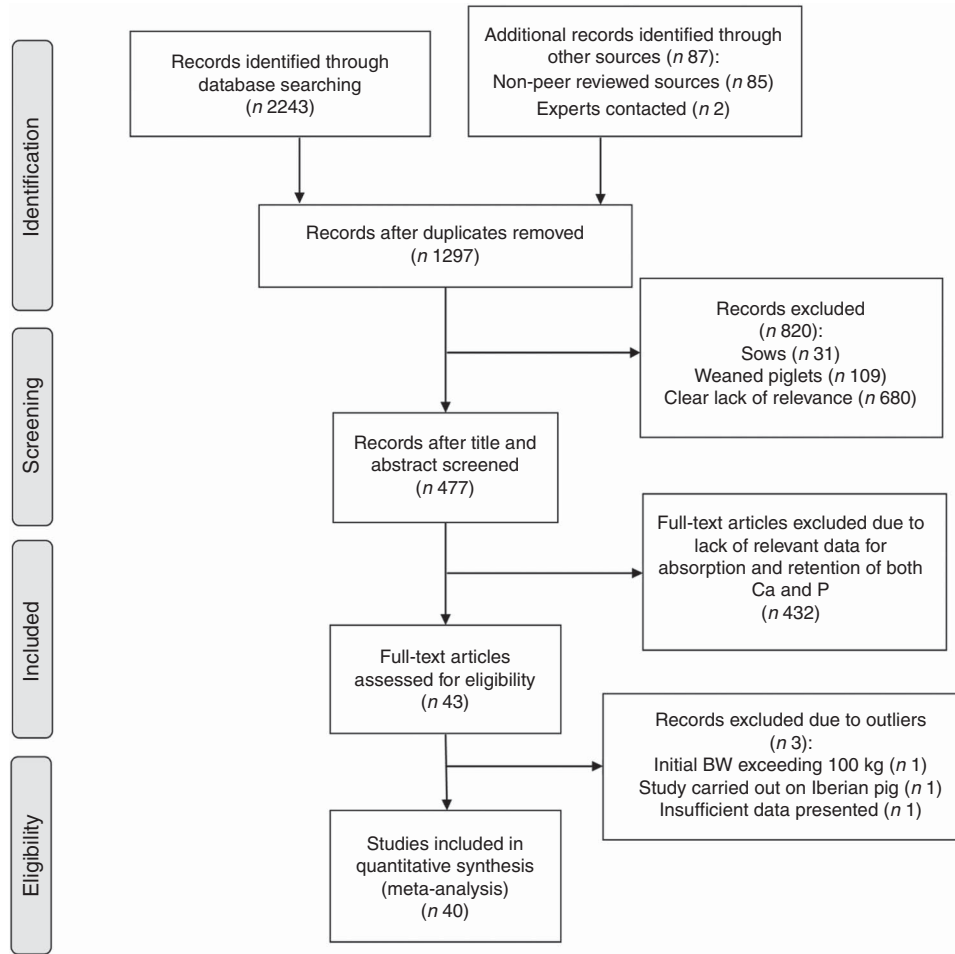 Identification
Records identified through
database searching
(n 2243)
Additional records identified through
other sources (n 87):
Non-peer reviewed sources (n 85)
Experts contacted (n 2)
Records after duplicates removed
(n 1297)
Records excluded
(n 820):
Sows (n 31)
Weaned piglets (n 109)
Clear lack of relevance (n 680)
Screening
Records after title and
abstract screened
(n 477)
Full-text articles excluded due to
lack of relevant data for
absorption and retention of both
Ca and P
(n 432)
Included
Full-text articles
assessed for eligibility
(n 43)
Records excluded due to outliers
(n 3):
Initial BW exceeding 100 kg (n 1)
Study carried out on Iberian pig (n 1)
Insufficient data presented (n 1)
Eligibility
Studies included in
quantitative synthesis
(meta-analysis)
(n 40)